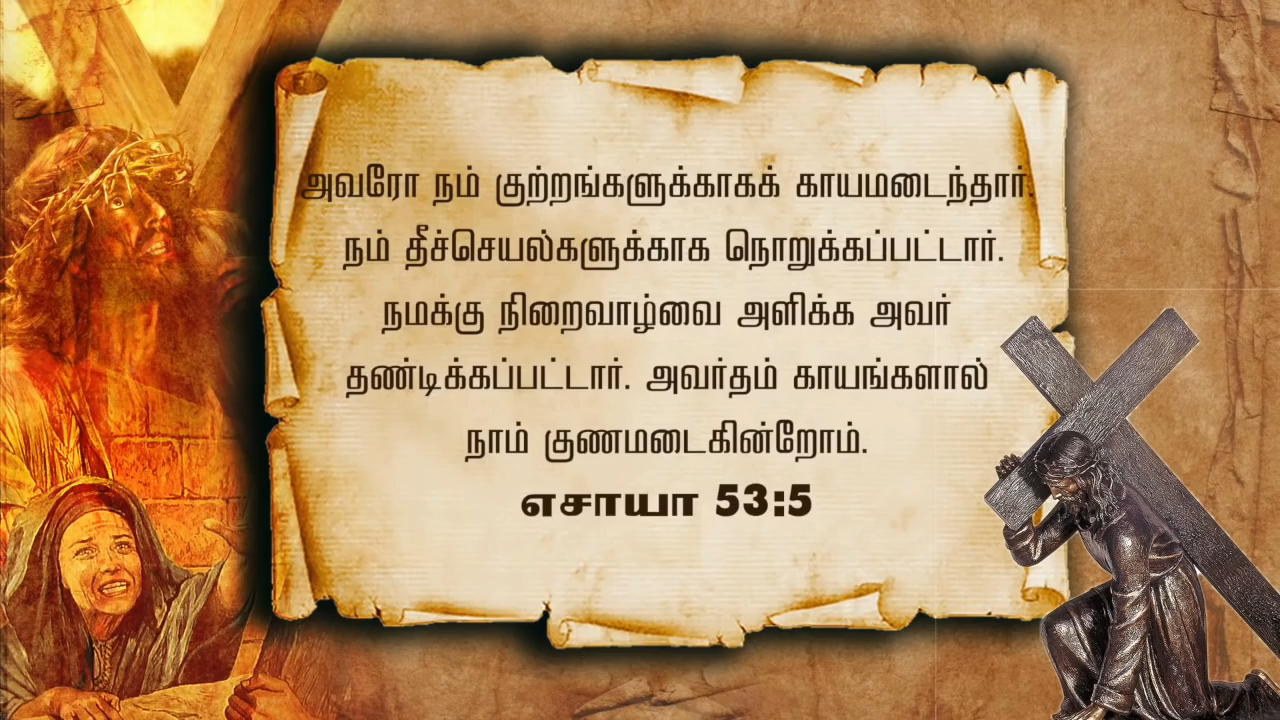 அவரோ நம் குற்றங்களுக்காகக் காயமடைந்தார்.
நம் தீச்செயல்களுக்காக நொறுக்கப்பட்டார்.
நமக்கு நிறைவாழ்வை அளிக்க அவர்
தண்டிக்கப்பட்டார். அவர்தம் காயங்களால்
நாம் குணமடைகின்றோம்.
எசாயா 53:5